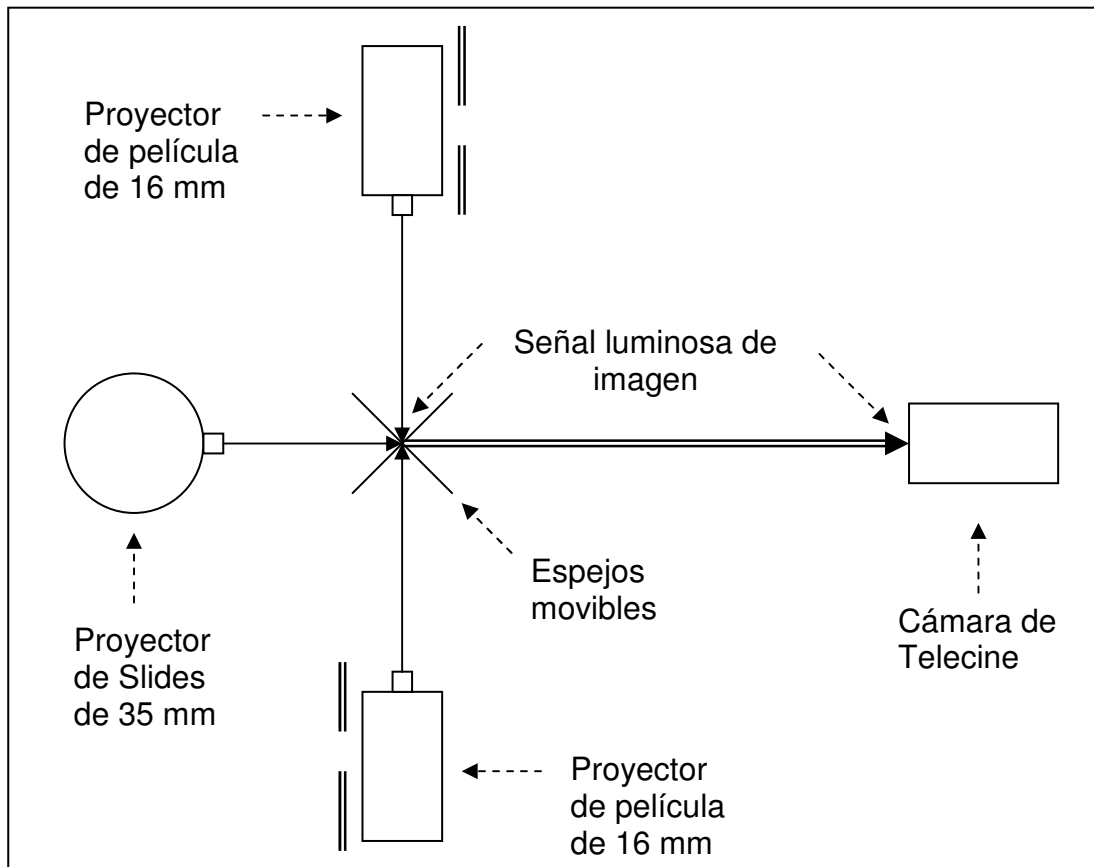 Proyector
de película
de 16 mm
Señal luminosa de
imagen
Espejos
movibles
Proyector
de Slides
de 35 mm
Cámara de
Telecine
Proyector
de película
de 16 mm